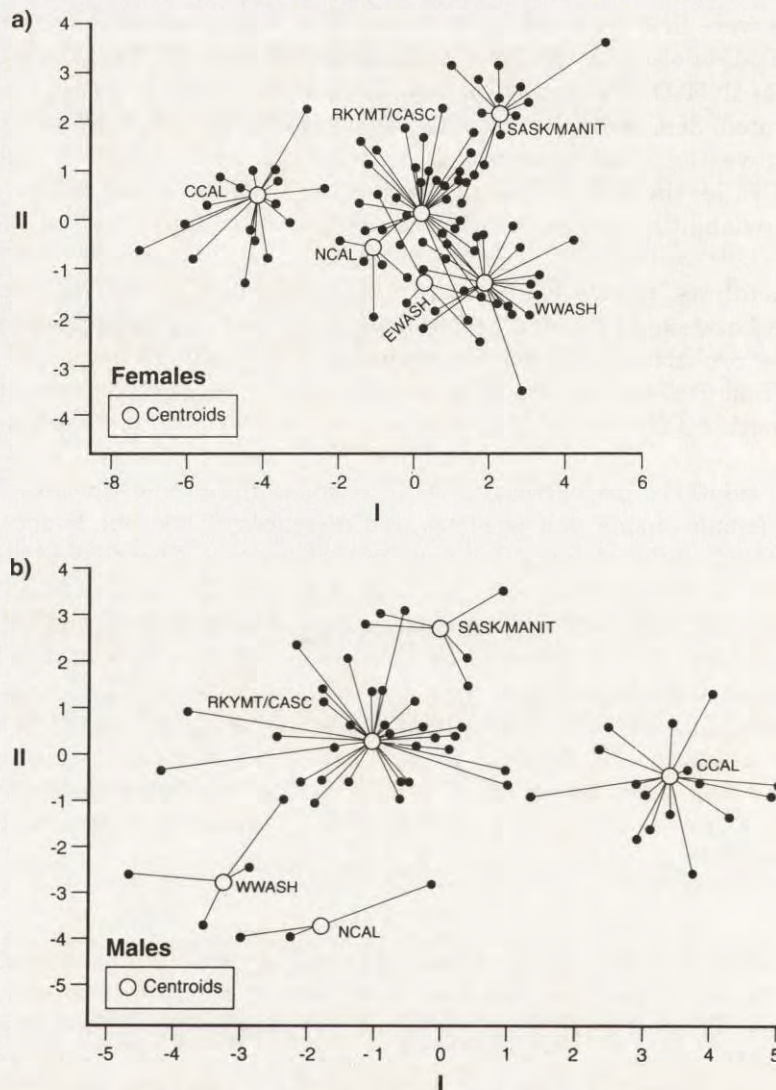 a)
4
3
2
1
0
-1
-2
-3
-4
II
RKYMT/CASC
SASK/MANIT
CCAL
NCAL
EWASH
WWASH
Females
Centroids
-8
-6
-4
-2
0
2
4
6
I
b)
4
3
2
1
0
-1
-2
-3
-4
-5
II
SASK/MANIT
RKYMT/CASC
CCAL
WWASH
NCAL
Males
Centroids
-5
-4
-3
-2
-1
0
1
2
3
4
5
I